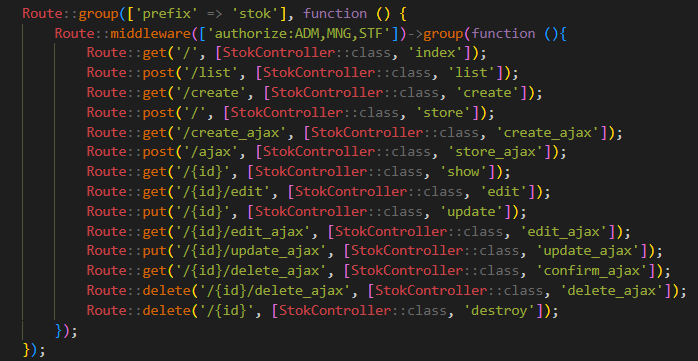 Route::group(['prefix' => 'stok'], function () {
Route::middleware(['authorize:ADM,MNG,STF'])->group(function (){
Route::get('/', [StokController::class, 'index']);
Route::post('/list', [StokController::class, 'list']);
Route::get('/create', [StokController::class, 'create']);
Route::post('/', [StokController::class, 'store']);
Route::get('/create_ajax', [StokController::class, 'create_ajax']);
Route::post('/ajax', [StokController::class, 'store_ajax']);
Route::get('/{id}', [StokController::class, 'show']);
Route::get('/{id}/edit', [StokController::class, 'edit']);
Route::put('/{id}', [StokController::class, 'update']);
Route::get('/{id}/edit_ajax', [StokController::class, 'edit_ajax']);
Route::put('/{id}/update_ajax', [StokController::class, 'update_ajax']);
Route::get('/{id}/delete_ajax', [StokController::class, 'confirm_ajax']);
Route::delete('/{id}/delete_ajax', [StokController::class, 'delete_ajax']);
Route::delete('/{id}', [StokController::class, 'destroy']);
});
});